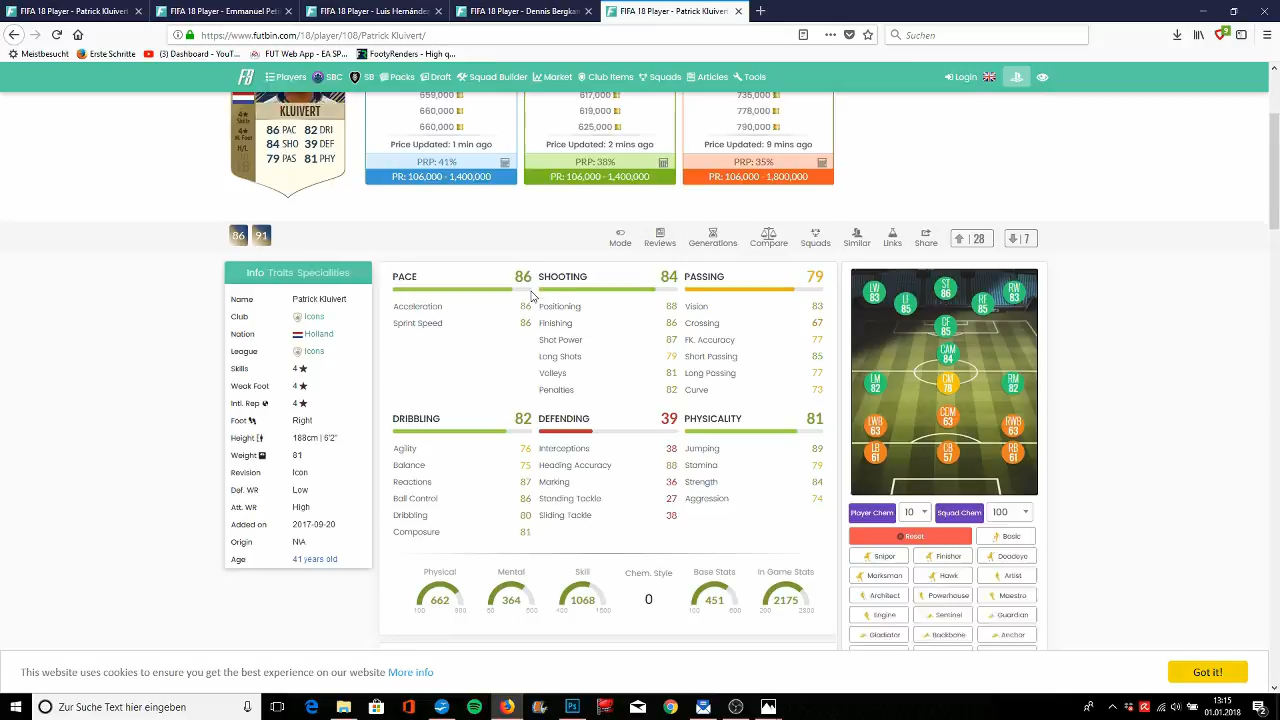 FIFA 18 Player - Patrick Kluivert × FIFA 18 Player - Emmanuel Peti × FIFA 18 Player - Luis Hernánde × FIFA 18 Player - Dennis Bergkam × FIFA 18 Player - Patrick Kluivert × +
https://www.futbin.com/18/player/108/Patrick Kluivert/ Suchen 9
Meistbesucht Erste Schritte (3) Dashboard - YouT... FUT Web App - EA SP... FootyRenders - High q...
Players SBC SB Packs Draft Squad Builder Market Club Items Squads Articles Tools Login
4★ Skills
4★ W. Foot
H/L
KLUIVERT
86 PAC 82 DRI
84 SHO 39 DEF
79 PAS 81 PHY
659,000 617,000 735,000
660,000 619,000 778,000
660,000 625,000 790,000
Price Updated: 1 min ago Price Updated: 2 mins ago Price Updated: 9 mins ago
PRP: 41% PRP: 38% PRP: 35%
PR: 106,000 - 1,400,000 PR: 106,000 - 1,400,000 PR: 106,000 - 1,800,000
86 91 Mode Reviews Generations Compare Squads Similar Links Share 28 7
Info Traits Specialities
Name Patrick Kluivert
Club Icons
Nation Holland
League Icons
Skills 4★
Weak Foot 4★
Intl. Rep 4★
Foot Right
Height 188cm | 6'2"
Weight 81
Revision Icon
Def. WR Low
Att. WR High
Added on 2017-09-20
Origin N\A
Age 41 years old
PACE 86 SHOOTING 84 PASSING 79
Acceleration 86 Positioning 88 Vision 83
Sprint Speed 86 Finishing 86 Crossing 67
Shot Power 87 FK. Accuracy 77
Long Shots 79 Short Passing 85
Volleys 81 Long Passing 77
Penalties 82 Curve 73
DRIBBLING 82 DEFENDING 39 PHYSICALITY 81
Agility 76 Interceptions 38 Jumping 89
Balance 75 Heading Accuracy 88 Stamina 79
Reactions 87 Marking 36 Strength 84
Ball Control 86 Standing Tackle 27 Aggression 74
Dribbling 80 Sliding Tackle 38
Composure 81
Physical Mental Skill Chem. Style Base Stats In Game Stats
662 364 1068 0 451 2175
LW 83 ST 86 RW 83
LF 85 RF 85
CF 85
CAM 84
LM 82 CM 78 RM 82
LWB 63 CDM 63 RWB 63
LB 61 CB 57 RB 61
Player Chem 10 Squad Chem 100
Reset Basic
Sniper Finisher Deadeye
Marksman Hawk Artist
Architect Powerhouse Maestro
Engine Sentinel Guardian
Gladiator Backbone Anchor
This website uses cookies to ensure you get the best experience on our website More info Got it!
Zur Suche Text hier eingeben
13:15
01.01.2018